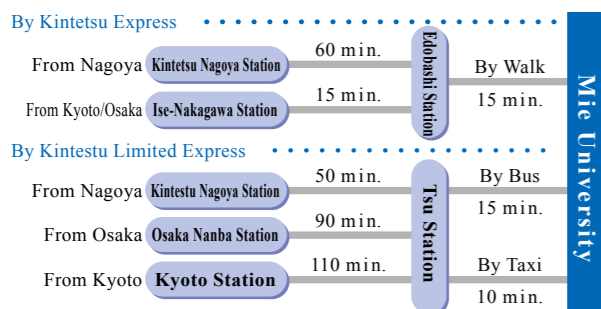 By Kintetsu Express
From Nagoya Kintetsu Nagoya Station 60 min.
From Kyoto/Osaka Ise-Nakagawa Station 15 min.
Edobashi Station
By Walk
15 min.
By Kintestu Limited Express
From Nagoya Kintestu Nagoya Station 50 min.
From Osaka Osaka Nanba Station 90 min.
From Kyoto Kyoto Station 110 min.
Tsu Station
By Bus
15 min.
By Taxi
10 min.
Mie University